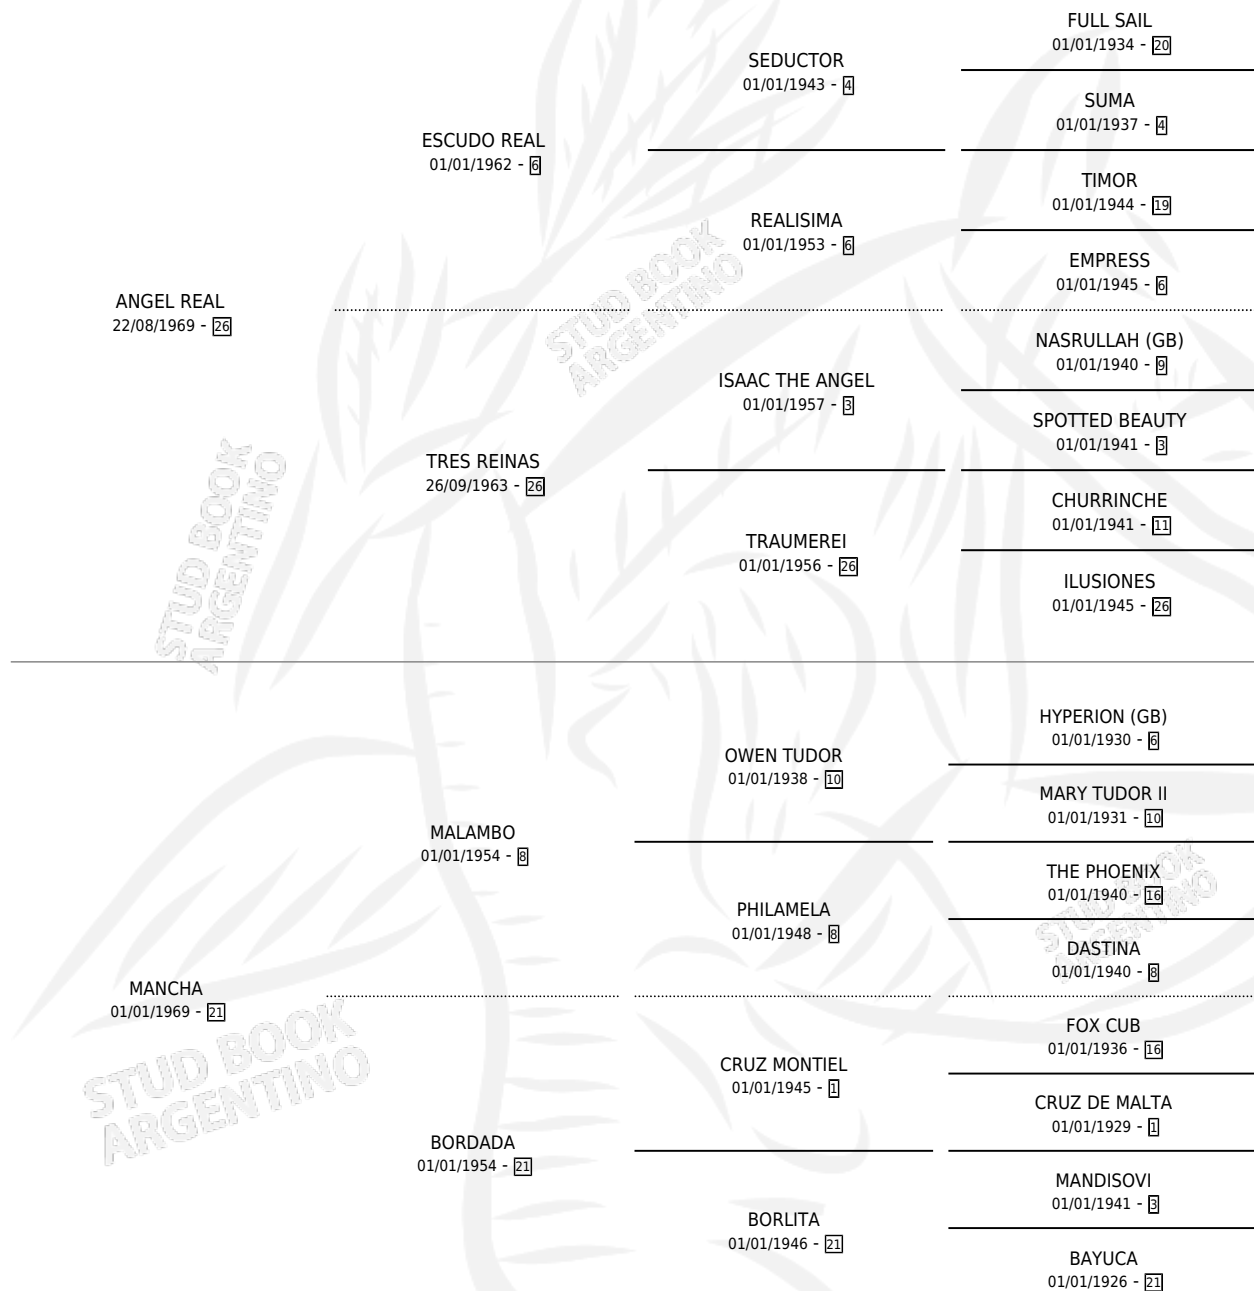 FULL SAIL
01/01/1934 - 20
SEDUCTOR
01/01/1943 - 4
SUMA
01/01/1937 - 4
ESCUDO REAL
01/01/1962 - 6
TIMOR
01/01/1944 - 19
REALISIMA
01/01/1953 - 6
EMPRESS
01/01/1945 - 6
ANGEL REAL
22/08/1969 - 26
NASRULLAH (GB)
01/01/1940 - 9
ISAAC THE ANGEL
01/01/1957 - 3
SPOTTED BEAUTY
01/01/1941 - 3
TRES REINAS
26/09/1963 - 26
CHURRINCHE
01/01/1941 - 11
TRAUMEREI
01/01/1956 - 26
ILUSIONES
01/01/1945 - 26
HYPERION (GB)
01/01/1930 - 6
OWEN TUDOR
01/01/1938 - 10
MARY TUDOR II
01/01/1931 - 10
MALAMBO
01/01/1954 - 8
THE PHOENIX
01/01/1940 - 16
PHILAMELA
01/01/1948 - 8
DASTINA
01/01/1940 - 8
MANCHA
01/01/1969 - 21
FOX CUB
01/01/1936 - 16
CRUZ MONTIEL
01/01/1945 - 1
CRUZ DE MALTA
01/01/1929 - 1
BORDADA
01/01/1954 - 21
MANDISOVI
01/01/1941 - 3
BORLITA
01/01/1946 - 21
BAYUCA
01/01/1926 - 21
STUD BOOK
ARGENTINO
STUD BOOK
ARGENTINO
STUD BOOK
ARGENTINO
STUD BOOK
ARGENTINO